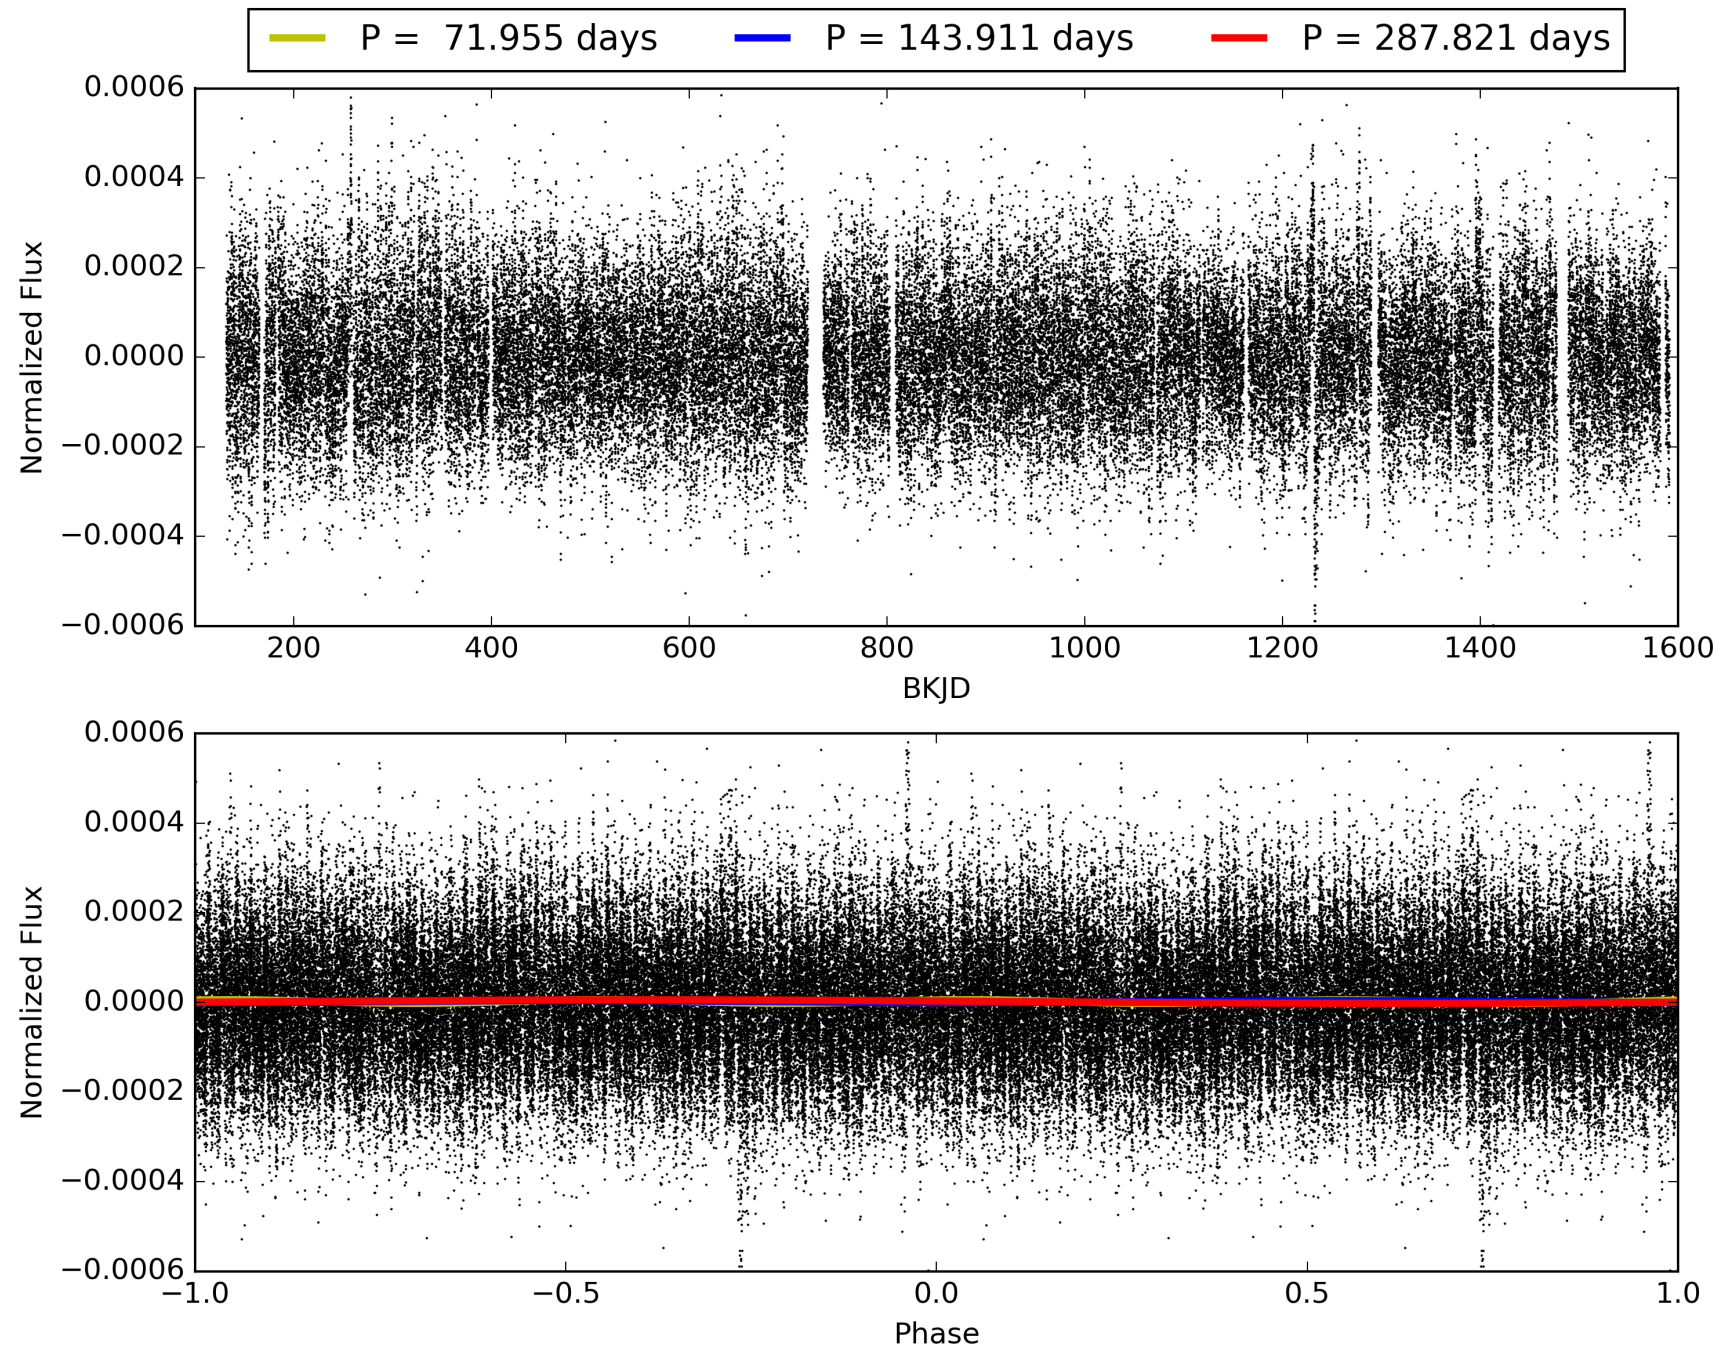 P = 71.955 days P = 143.911 days P = 287.821 days
0.0006
0.0004
0.0002
0.0000
−0.0002
−0.0004
−0.0006
Normalized Flux
200 400 600 800 1000 1200 1400 1600
BKJD
0.0006
0.0004
0.0002
0.0000
−0.0002
−0.0004
−0.0006
Normalized Flux
−1.0 −0.5 0.0 0.5 1.0
Phase